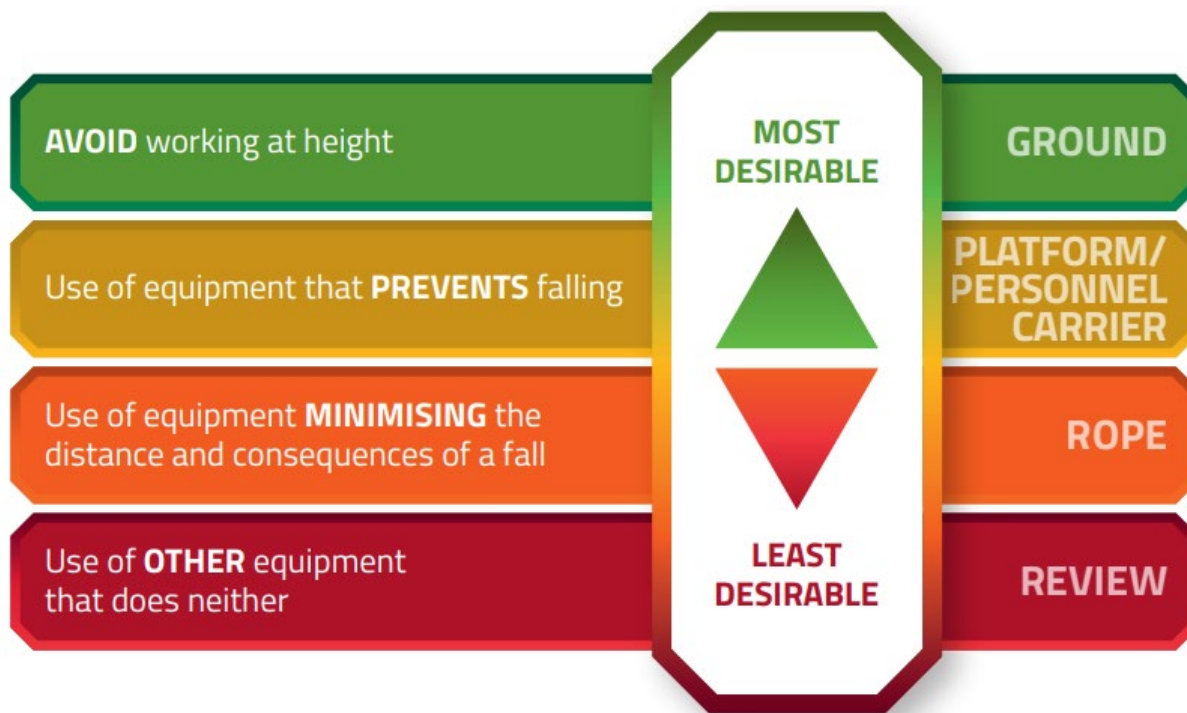 AVOID working at height
MOST
DESIRABLE
GROUND
Use of equipment that PREVENTS falling
PLATFORM/
PERSONNEL
CARRIER
Use of equipment MINIMISING the
distance and consequences of a fall
ROPE
Use of OTHER equipment
that does neither
LEAST
DESIRABLE
REVIEW